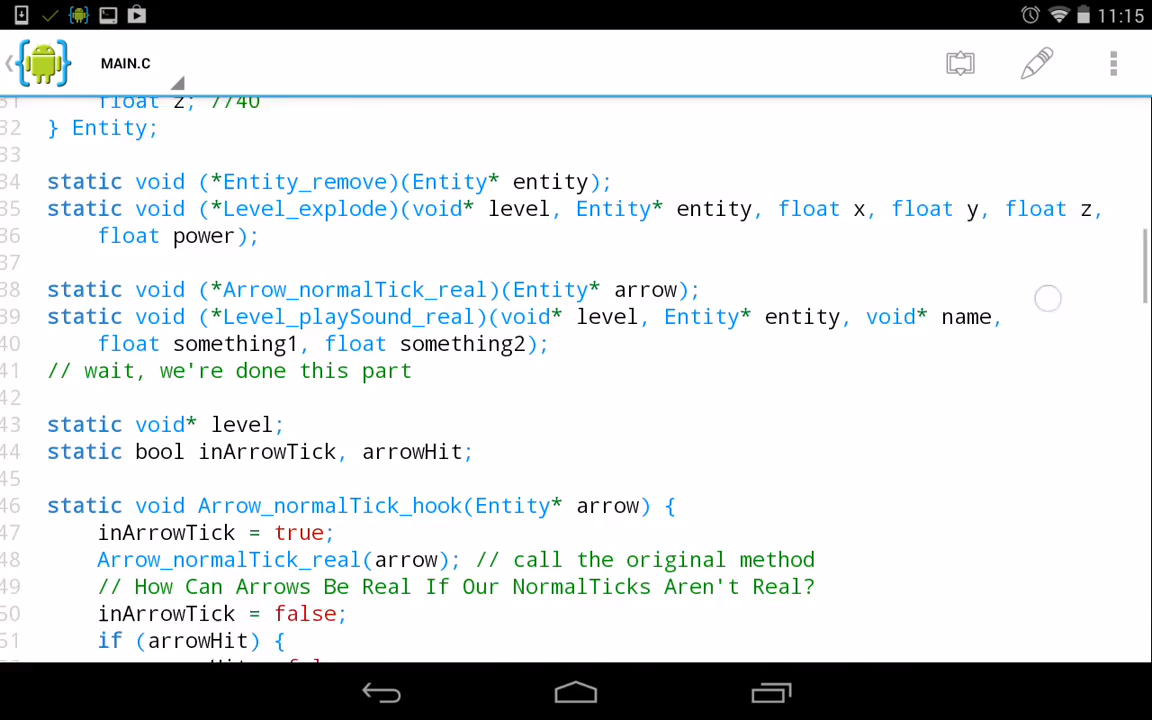 11:15
MAIN.C
31 float z; //40
32 } Entity;
33
34 static void (*Entity_remove)(Entity* entity);
35 static void (*Level_explode)(void* level, Entity* entity, float x, float y, float z,
36 float power);
37
38 static void (*Arrow_normalTick_real)(Entity* arrow);
39 static void (*Level_playSound_real)(void* level, Entity* entity, void* name,
40 float something1, float something2);
41 // wait, we're done this part
42
43 static void* level;
44 static bool inArrowTick, arrowHit;
45
46 static void Arrow_normalTick_hook(Entity* arrow) {
47 inArrowTick = true;
48 Arrow_normalTick_real(arrow); // call the original method
49 // How Can Arrows Be Real If Our NormalTicks Aren't Real?
50 inArrowTick = false;
51 if (arrowHit) {